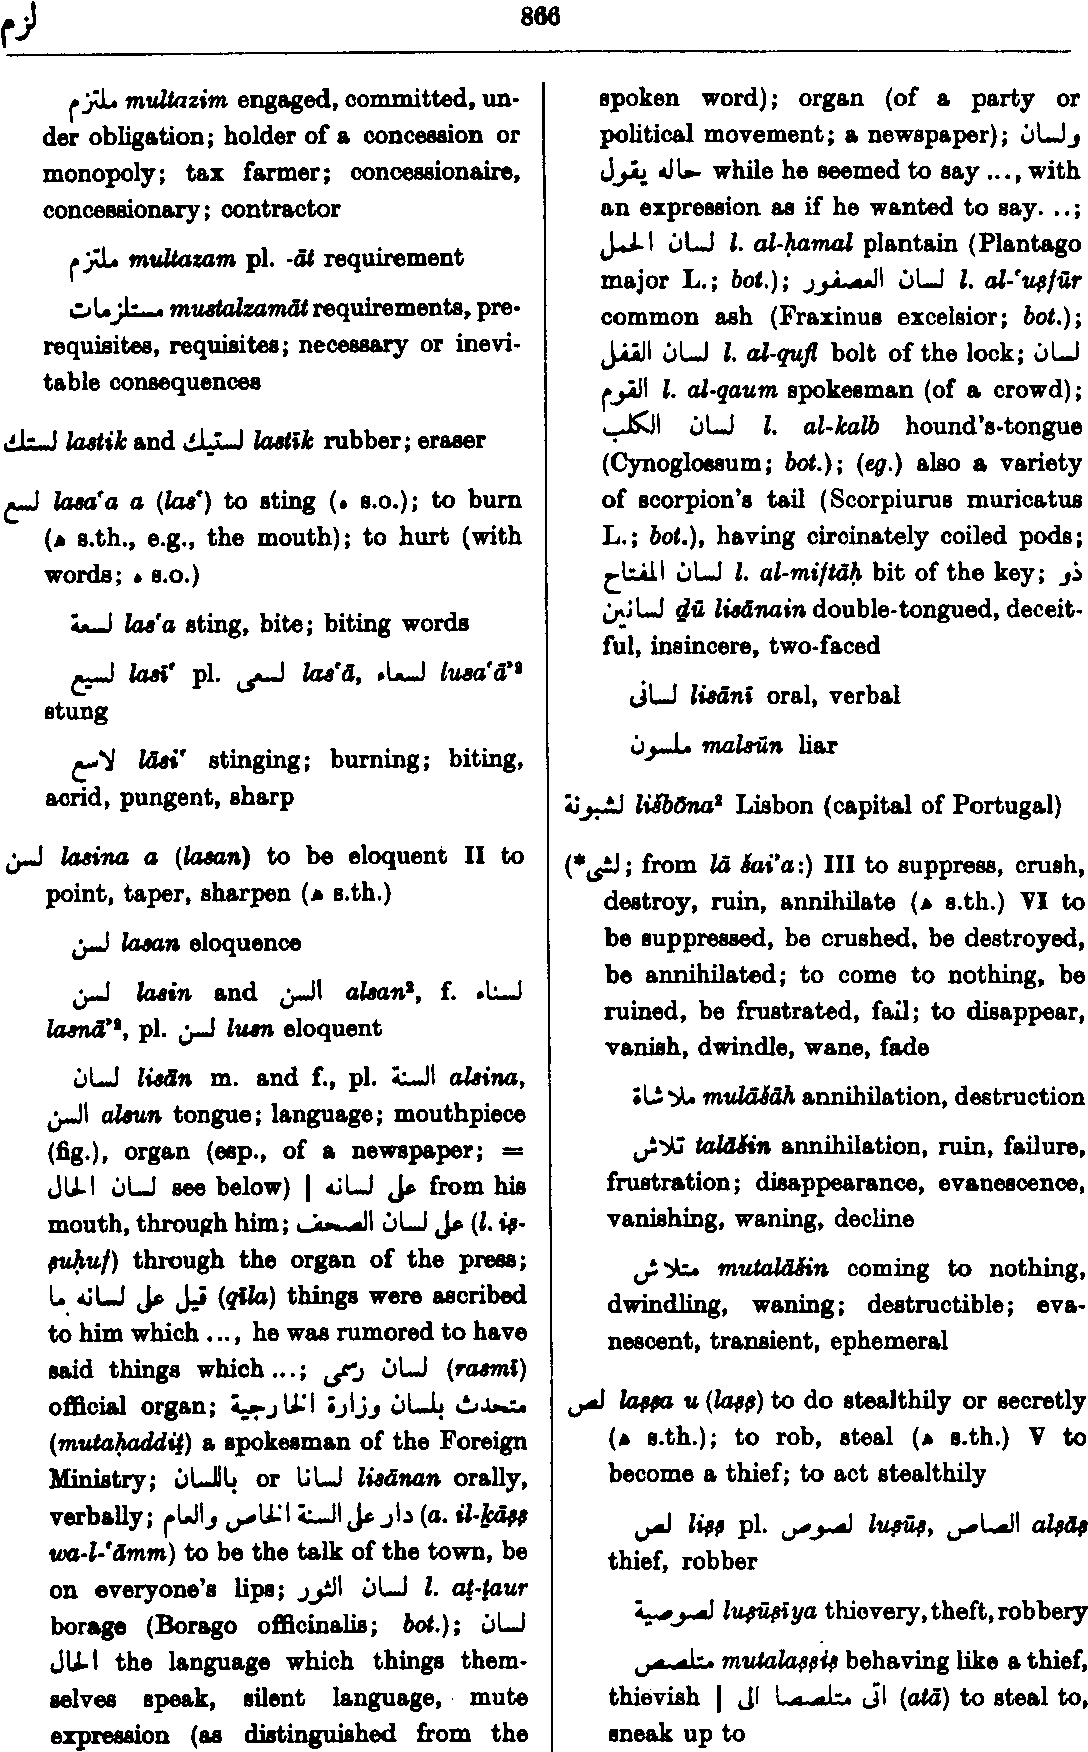 لزم
866
ملتزم multazim engaged, committed, un-
der obligation; holder of a concession or
monopoly; tax farmer; concessionaire,
concessionary; contractor
ملتزم multazam pl. -āt requirement
مستلزمات mustalzamāt requirements, pre-
requisites, requisites; necessary or inevi-
table consequences
لستك lastik and لستيك lastīk rubber; eraser
لسع lasaʿa a (lasʿ) to sting (ه s.o.); to burn
(ﻫ s.th., e.g., the mouth); to hurt (with
words; ه s.o.)
لسعة lasʿa sting, bite; biting words
لسيع lasīʿ pl. لسعى lasʿā, لسعاء lusaʿāʾ²
stung
لاسع lāsiʿ stinging; burning; biting,
acrid, pungent, sharp
لسن lasina a (lasan) to be eloquent II to
point, taper, sharpen (ﻫ s.th.)
لسن lasan eloquence
لسن lasin and السن alsan², f. لسناء
lasnāʾ², pl. لسن lusn eloquent
لسان lisān m. and f., pl. السنة alsina,
السن alsun tongue; language; mouthpiece
(fig.), organ (esp., of a newspaper; =
لسان الحال see below) | على لسانه from his
mouth, through him; على لسان الصحف (l. iṣ-
ṣuḥuf) through the organ of the press;
قيل على لسانه ما (qīla) things were ascribed
to him which ..., he was rumored to have
said things which ...; لسان رسمى (rasmī)
official organ; متحدث بلسان وزارة الخارجية
(mutaḥaddiṯ) a spokesman of the Foreign
Ministry; باللسان or لسانا lisānan orally,
verbally; دار على السنة الخاص والعام (a. il-ḵāṣṣ
wa-l-ʿāmm) to be the talk of the town, be
on everyone's lips; لسان الثور l. aṯ-ṯaur
borage (Borago officinalis; bot.); لسان
الحال the language which things them-
selves speak, silent language, mute
expression (as distinguished from the
spoken word); organ (of a party or
political movement; a newspaper); ولسان
حاله يقول while he seemed to say ..., with
an expression as if he wanted to say...;
لسان الحمل l. al-ḥamal plantain (Plantago
major L.; bot.); لسان العصفور l. al-ʿuṣfūr
common ash (Fraxinus excelsior; bot.);
لسان القفل l. al-qufl bolt of the lock; لسان
القوم l. al-qaum spokesman (of a crowd);
لسان الكلب l. al-kalb hound's-tongue
(Cynoglossum; bot.); (eg.) also a variety
of scorpion's tail (Scorpiurus muricatus
L.; bot.), having circinately coiled pods;
لسان المفتاح l. al-miftāḥ bit of the key; ذو
لسانين ḏū lisānain double-tongued, deceit-
ful, insincere, two-faced
لسانى lisānī oral, verbal
ملسون malsūn liar
لشبونة lišbōna² Lisbon (capital of Portugal)
(*لشى; from lā šaiʾa:) III to suppress, crush,
destroy, ruin, annihilate (ﻫ s.th.) VI to
be suppressed, be crushed, be destroyed,
be annihilated; to come to nothing, be
ruined, be frustrated, fail; to disappear,
vanish, dwindle, wane, fade
ملاشاة mulāšāh annihilation, destruction
تلاش talāšin annihilation, ruin, failure,
frustration; disappearance, evanescence,
vanishing, waning, decline
متلاش mutalāšin coming to nothing,
dwindling, waning; destructible; eva-
nescent, transient, ephemeral
لص laṣṣa u (laṣṣ) to do stealthily or secretly
(ﻫ s.th.); to rob, steal (ﻫ s.th.) V to
become a thief; to act stealthily
لص liṣṣ pl. لصوص luṣūṣ, الصاص alṣāṣ
thief, robber
لصوصية luṣūṣīya thievery, theft, robbery
متلصص mutalaṣṣiṣ behaving like a thief,
thievish | اتى متلصصا الى (atā) to steal to,
sneak up to